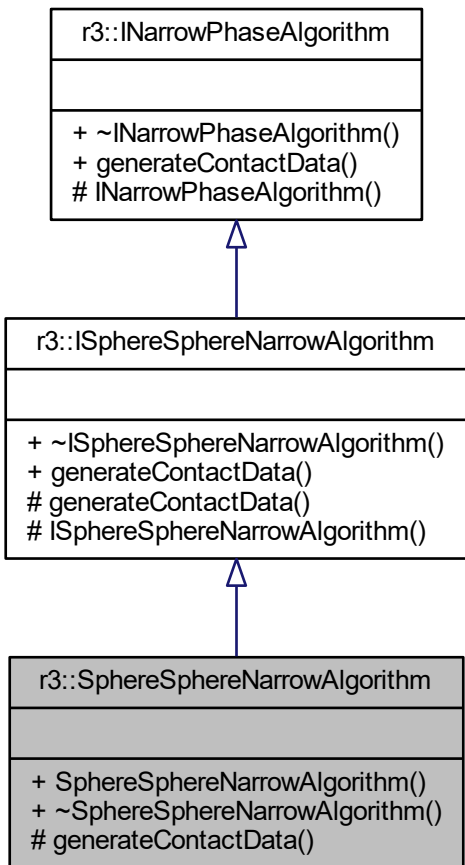 r3::INarrowPhaseAlgorithm
+ ~INarrowPhaseAlgorithm()
+ generateContactData()
# INarrowPhaseAlgorithm()
r3::ISphereSphereNarrowAlgorithm
+ ~ISphereSphereNarrowAlgorithm()
+ generateContactData()
# generateContactData()
# ISphereSphereNarrowAlgorithm()
r3::SphereSphereNarrowAlgorithm
+ SphereSphereNarrowAlgorithm()
+ ~SphereSphereNarrowAlgorithm()
# generateContactData()